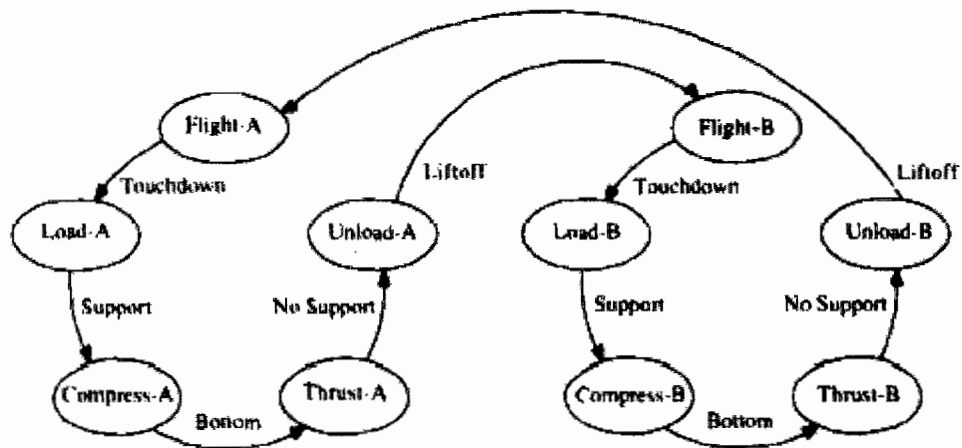 Flight-A
Flight-B
Touchdown
Liftoff
Touchdown
Liftoff
Load-A
Unload-A
Load-B
Unload-B
Support
No Support
Support
No Support
Compress-A
Thrust-A
Compress-B
Thrust-B
Bottom
Bottom